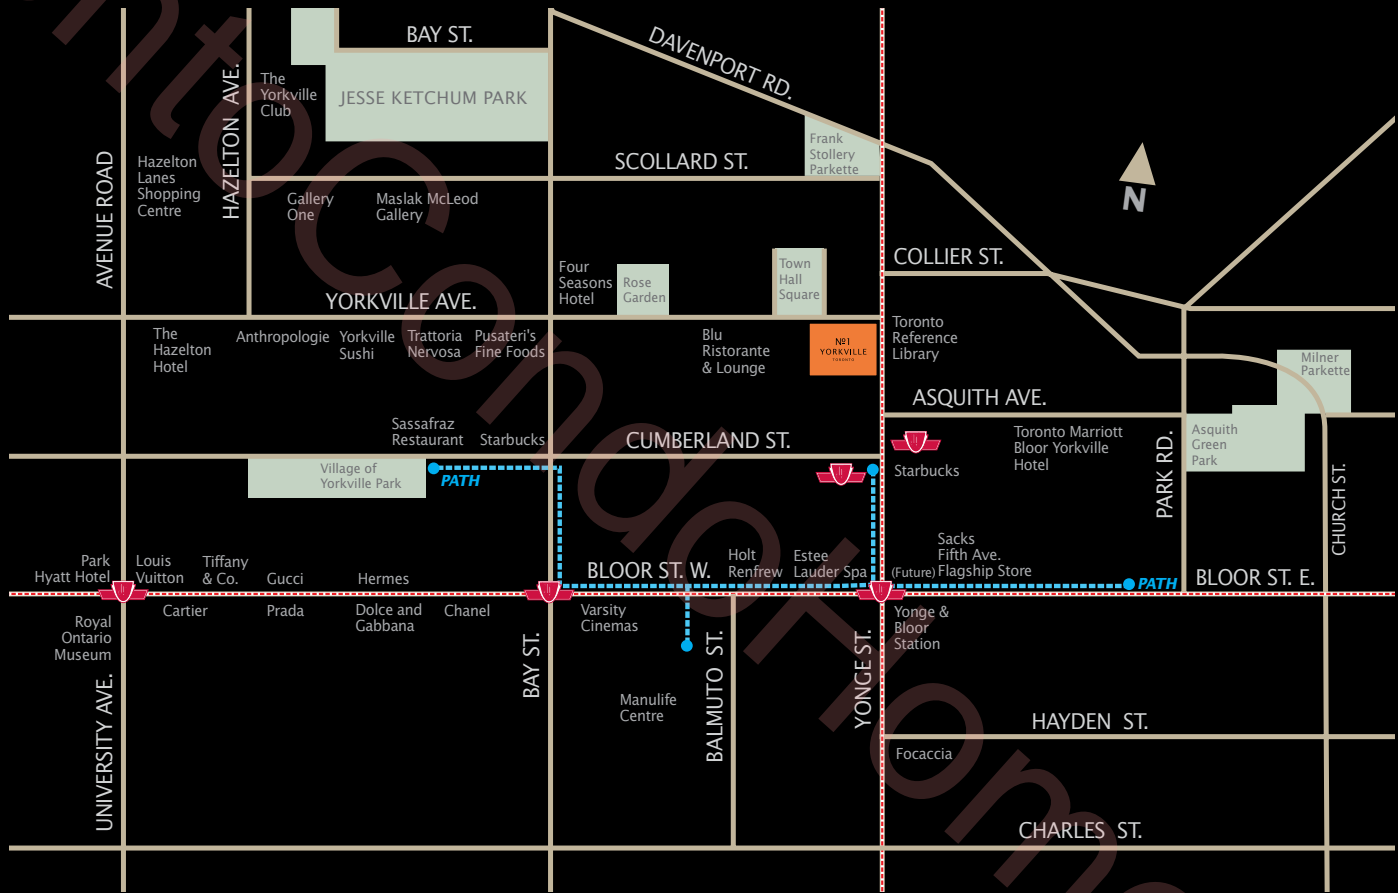 BAY ST.
DAVENPORT RD.
The
Yorkville
Club
JESSE KETCHUM PARK
HAZELTON AVE.
AVENUE ROAD
Hazelton
Lanes
Shopping
Centre
SCOLLARD ST.
Frank
Stollery
Parkette
N
Gallery
One
Maslak McLeod
Gallery
COLLIER ST.
Four
Seasons
Hotel
Rose
Garden
Town
Hall
Square
YORKVILLE AVE.
The
Hazelton
Hotel
Anthropologie
Yorkville
Sushi
Trattoria
Nervosa
Pusateri's
Fine Foods
Blu
Ristorante
& Lounge
Nº1
YORKVILLE
TORONTO
Toronto
Reference
Library
Milner
Parkette
ASQUITH AVE.
Sassafraz
Restaurant
Starbucks
CUMBERLAND ST.
Starbucks
Toronto Marriott
Bloor Yorkville
Hotel
PARK RD.
Asquith
Green
Park
CHURCH ST.
Village of
Yorkville Park
PATH
Park
Hyatt Hotel
Louis
Vuitton
Tiffany
& Co.
Gucci
Hermes
BLOOR ST. W.
Holt
Renfrew
Estee
Lauder Spa
(Future)
Sacks
Fifth Ave.
Flagship Store
PATH
BLOOR ST. E.
Cartier
Prada
Dolce and
Gabbana
Chanel
Varsity
Cinemas
Yonge &
Bloor
Station
Royal
Ontario
Museum
UNIVERSITY AVE.
BAY ST.
Manulife
Centre
BALMUTO ST.
YONGE ST.
HAYDEN ST.
Focaccia
CHARLES ST.
ntoCondoHom